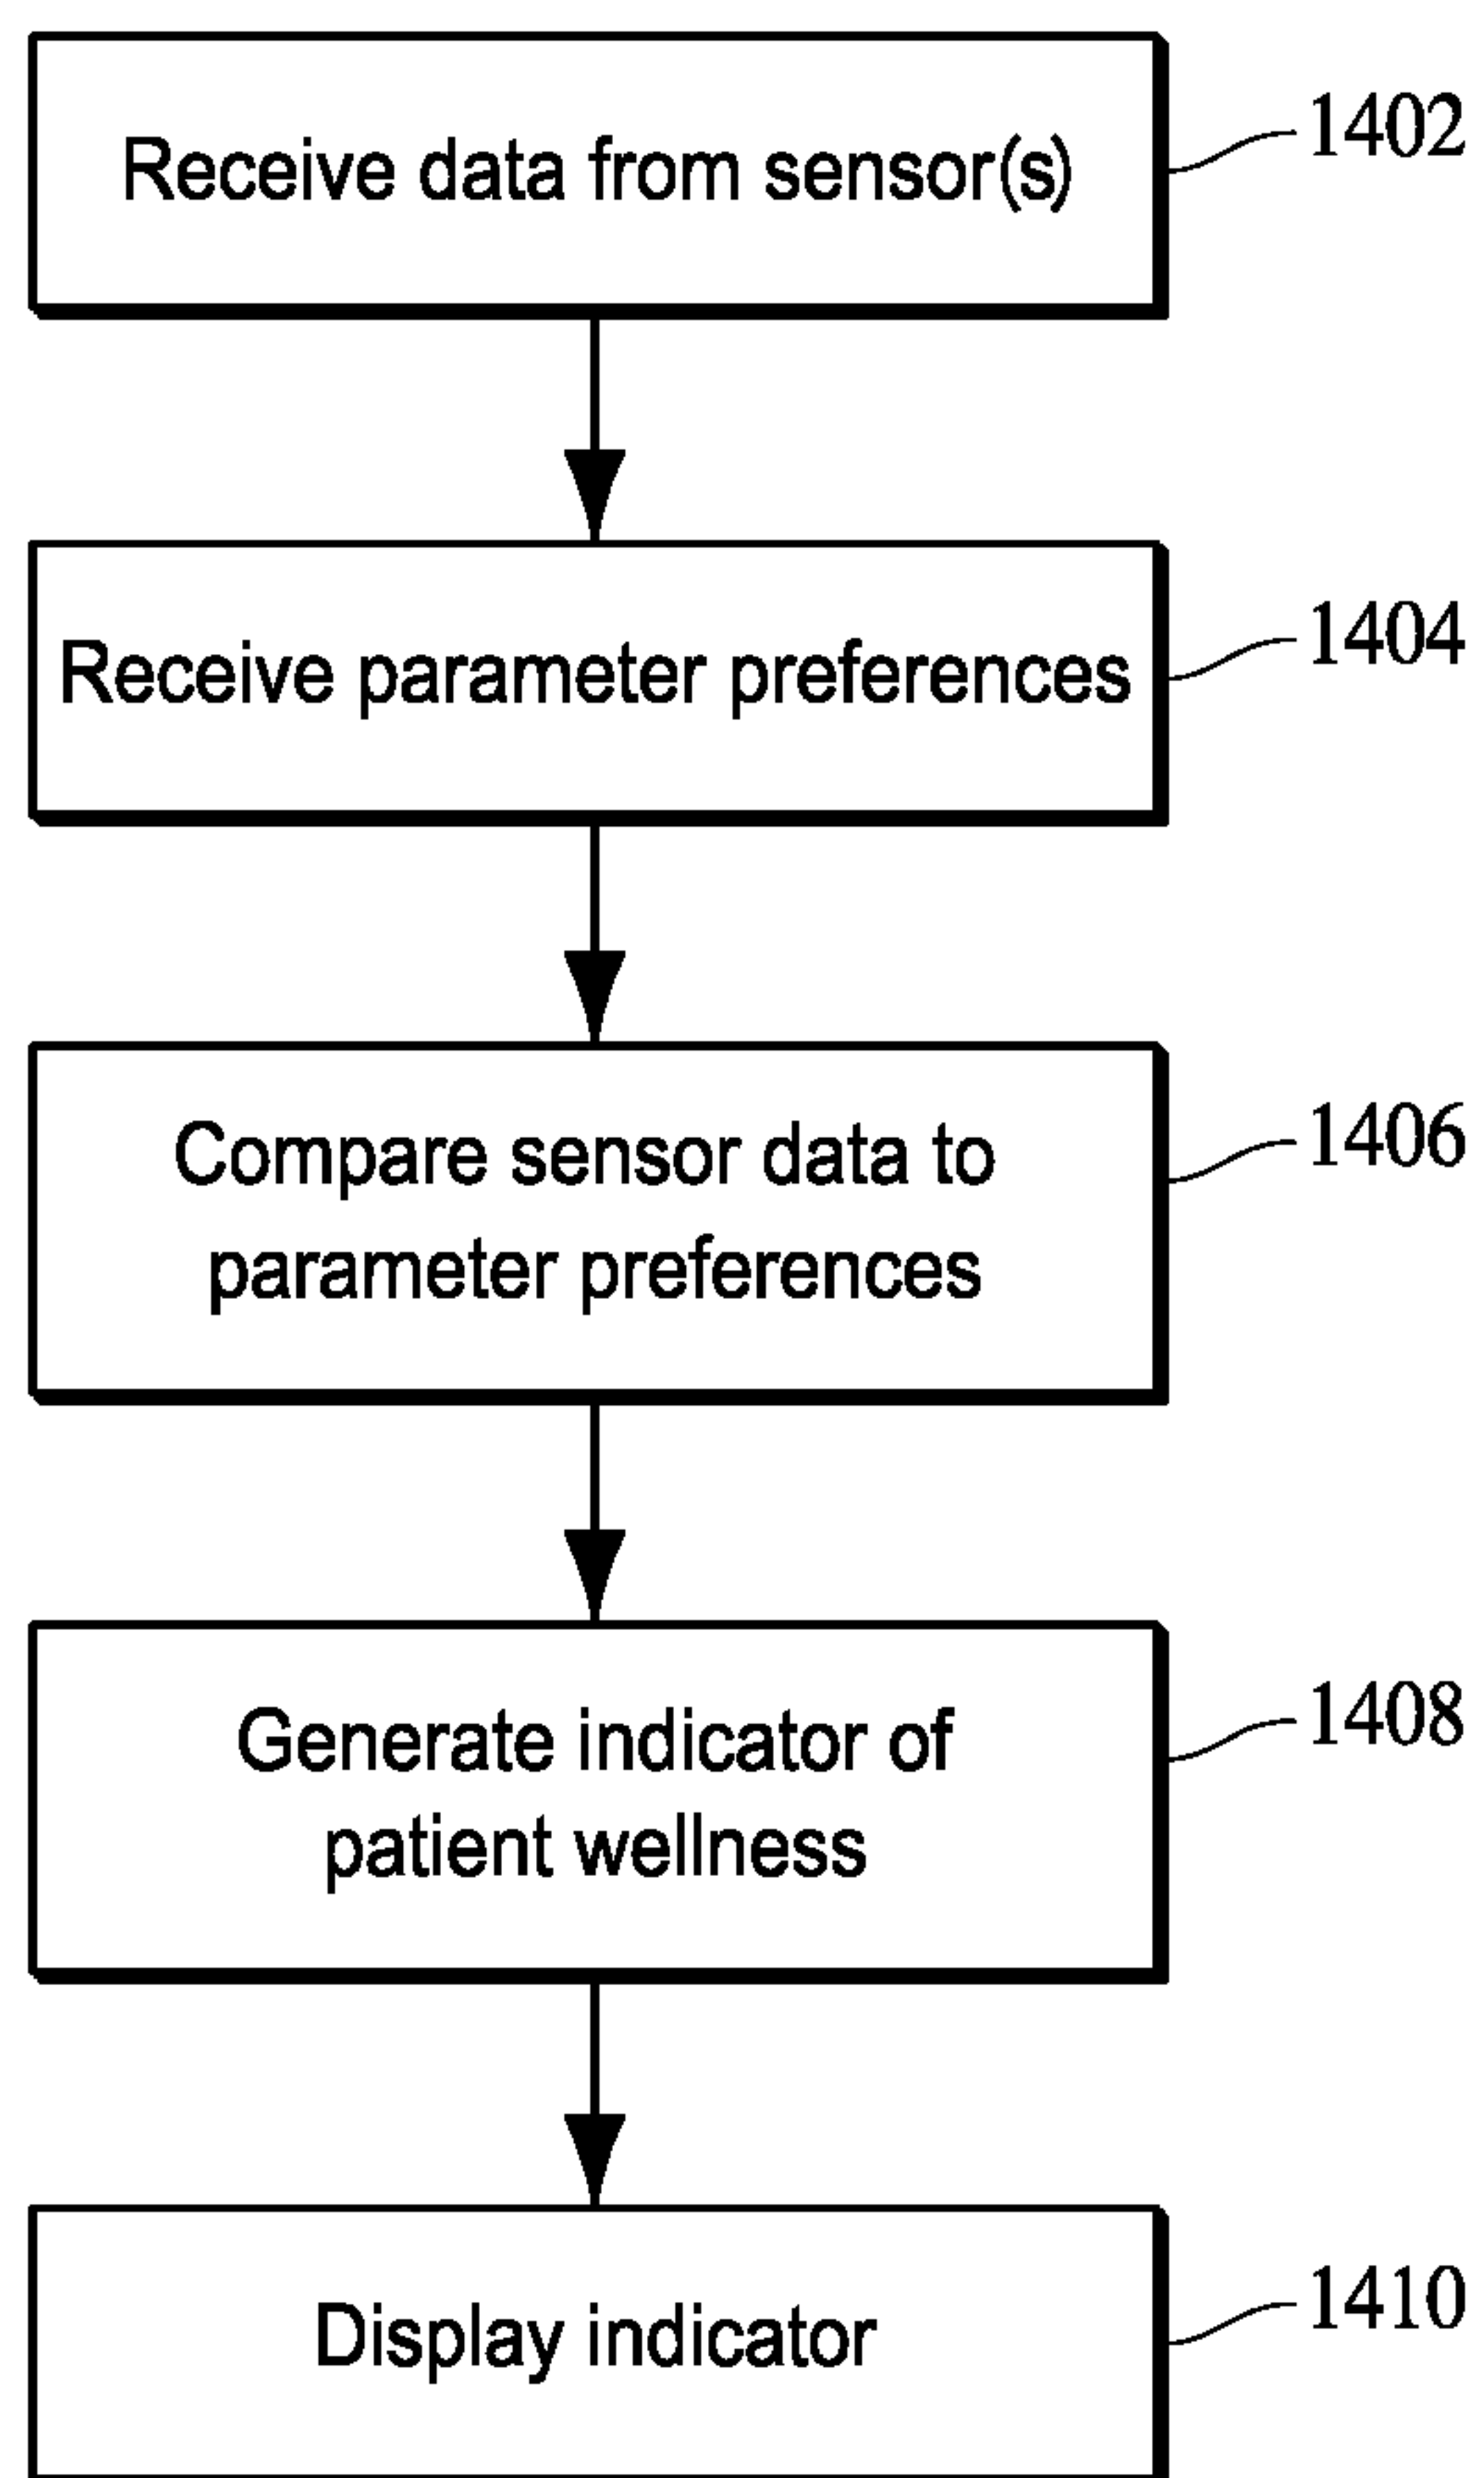 Receive data from sensor(s)
1402
Receive parameter preferences
1404
Compare sensor data to
parameter preferences
1406
Generate indicator of
patient wellness
1408
Display indicator
1410